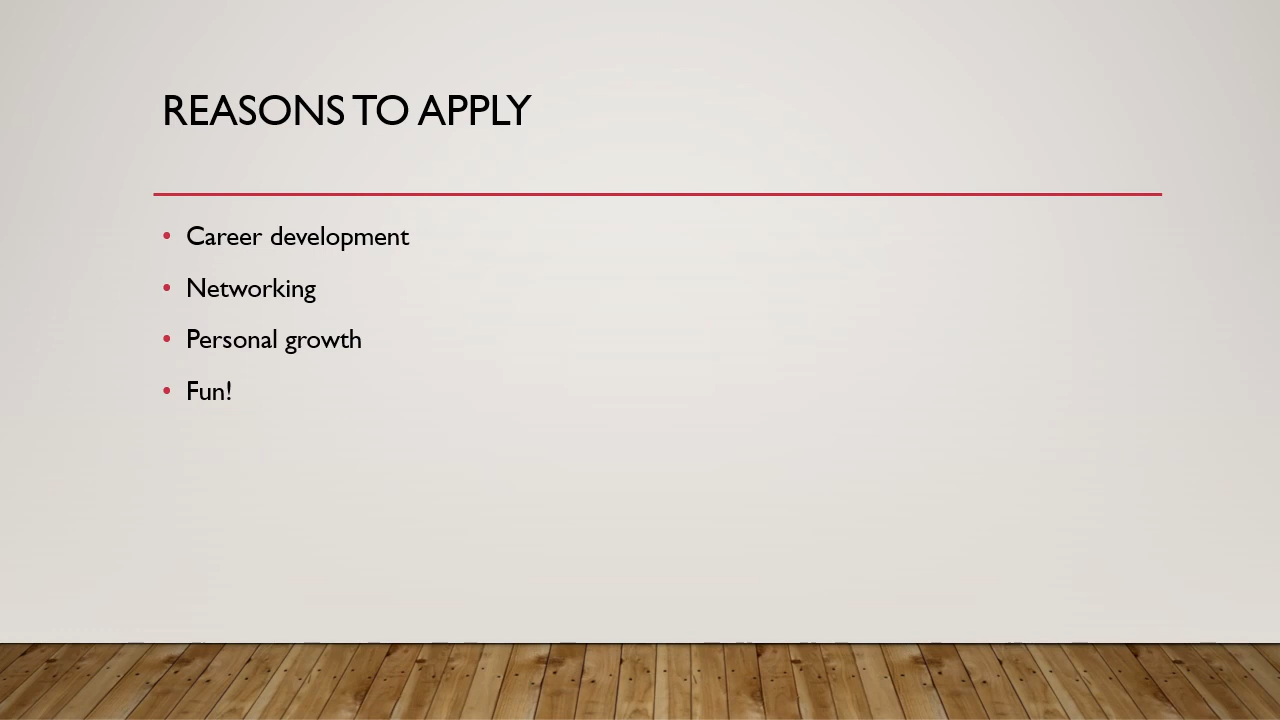 REASONS TO APPLY
• Career development
• Networking
• Personal growth
• Fun!